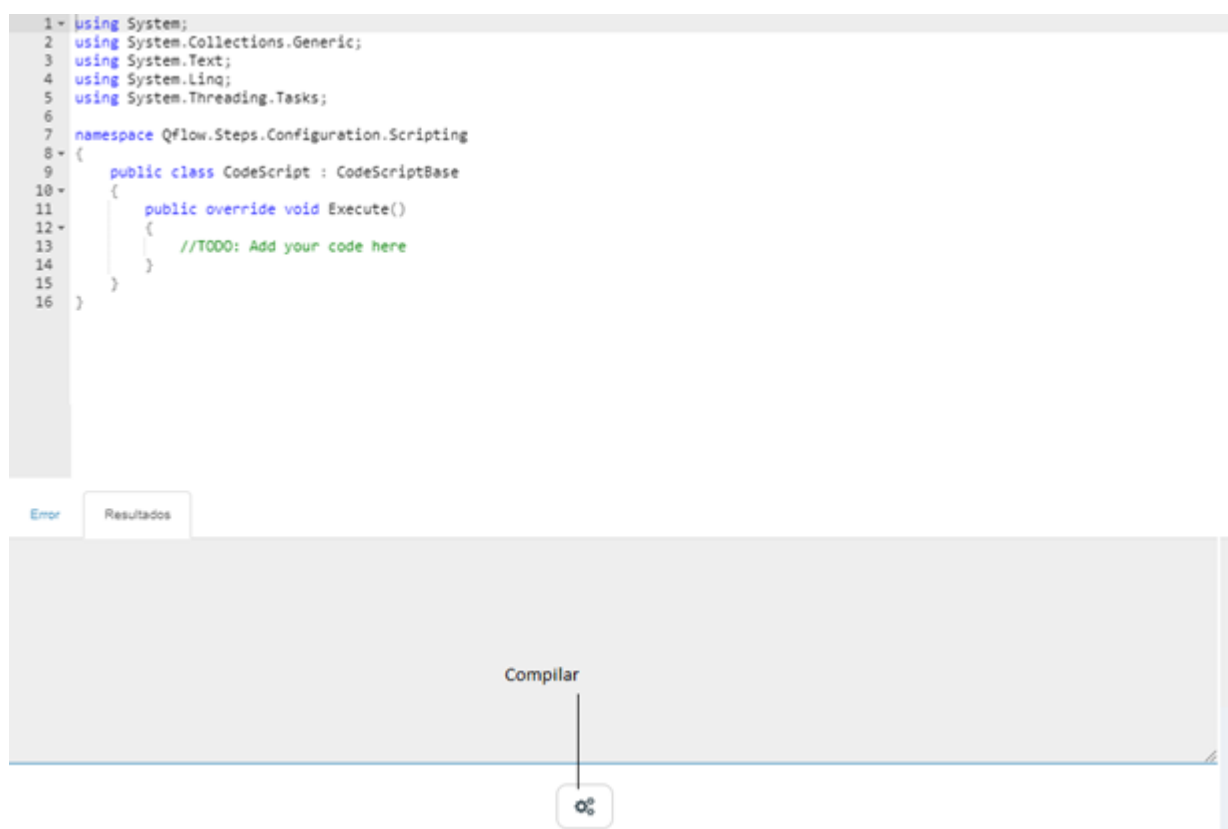 1 using System;
2 using System.Collections.Generic;
3 using System.Text;
4 using System.Linq;
5 using System.Threading.Tasks;
6
7 namespace Qflow.Steps.Configuration.Scripting
8 {
9     public class CodeScript : CodeScriptBase
10     {
11         public override void Execute()
12         {
13             //TODO: Add your code here
14         }
15     }
16 }
Error Resultados
Compilar